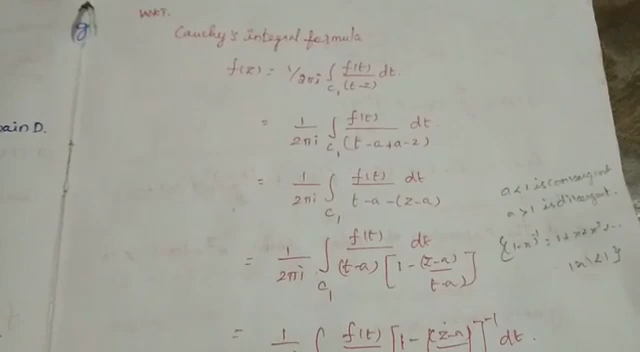 WKT.
Cauchy's integral formula
f(z) = 1/2πi ∫C₁ f(t)/(t-z) dt.
= 1/2πi ∫C₁ f(t)/(t-a+a-z) dt
= 1/2πi ∫C₁ f(t)/t-a-(z-a) dt
a<1 is convergent
a>1 is divergent.
= 1/2πi ∫C₁ f(t)/(t-a)[1-(z-a)/t-a] dt
{(1-x)⁻¹ = 1+x+x²+...
|x|<1}
= 1 ∫ f(t) [1-(z-a)]⁻¹ dt.
ain D.